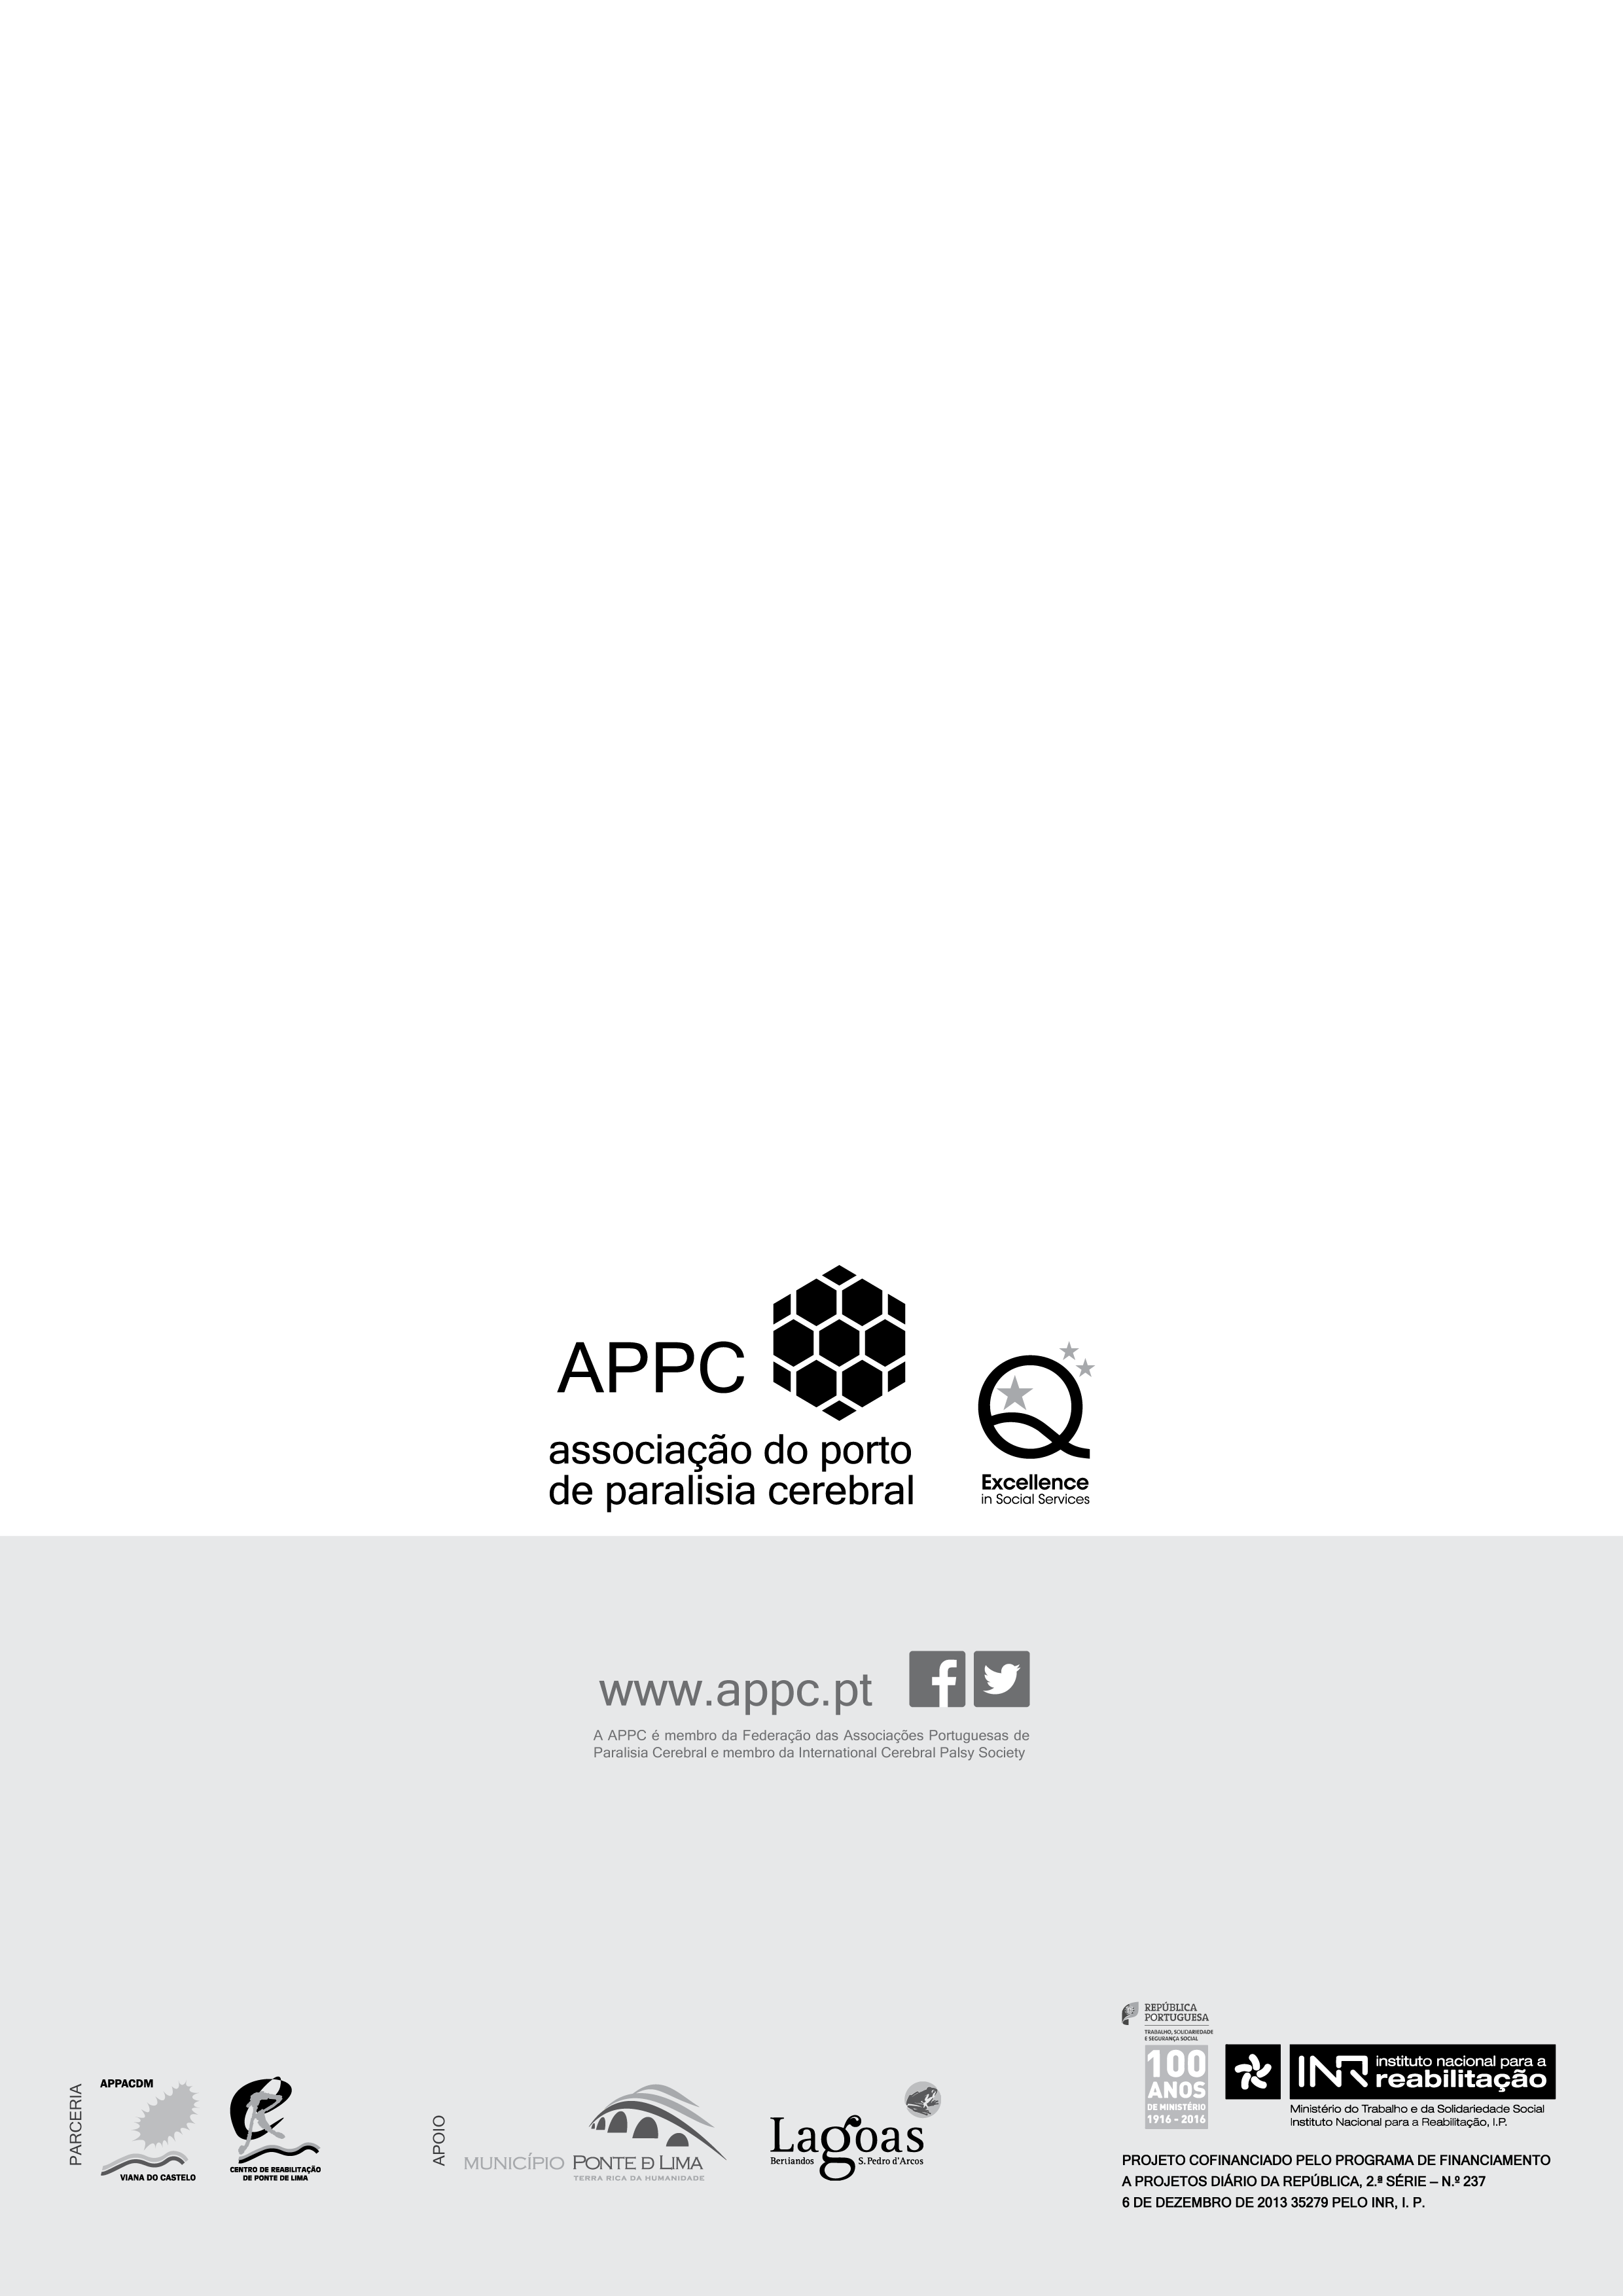 APPC
associação do porto
de paralisia cerebral
Excellence
in Social Services
www.appc.pt
A APPC é membro da Federação das Associações Portuguesas de
Paralisia Cerebral e membro da International Cerebral Palsy Society
PARCERIA
APPACDM
VIANA DO CASTELO
CENTRO DE REABILITAÇÃO
DE PONTE DE LIMA
APOIO
MUNICÍPIO PONTE D LIMA
TERRA RICA DA HUMANIDADE
Lagoas
Bertiandos S. Pedro d'Arcos
REPÚBLICA
PORTUGUESA
TRABALHO, SOLIDARIEDADE
E SEGURANÇA SOCIAL
100
ANOS
DE MINISTÉRIO
1916 - 2016
INR instituto nacional para a
reabilitação
Ministério do Trabalho e da Solidariedade Social
Instituto Nacional para a Reabilitação, I.P.
PROJETO COFINANCIADO PELO PROGRAMA DE FINANCIAMENTO
A PROJETOS DIÁRIO DA REPÚBLICA, 2.ª SÉRIE – N.º 237
6 DE DEZEMBRO DE 2013 35279 PELO INR, I. P.